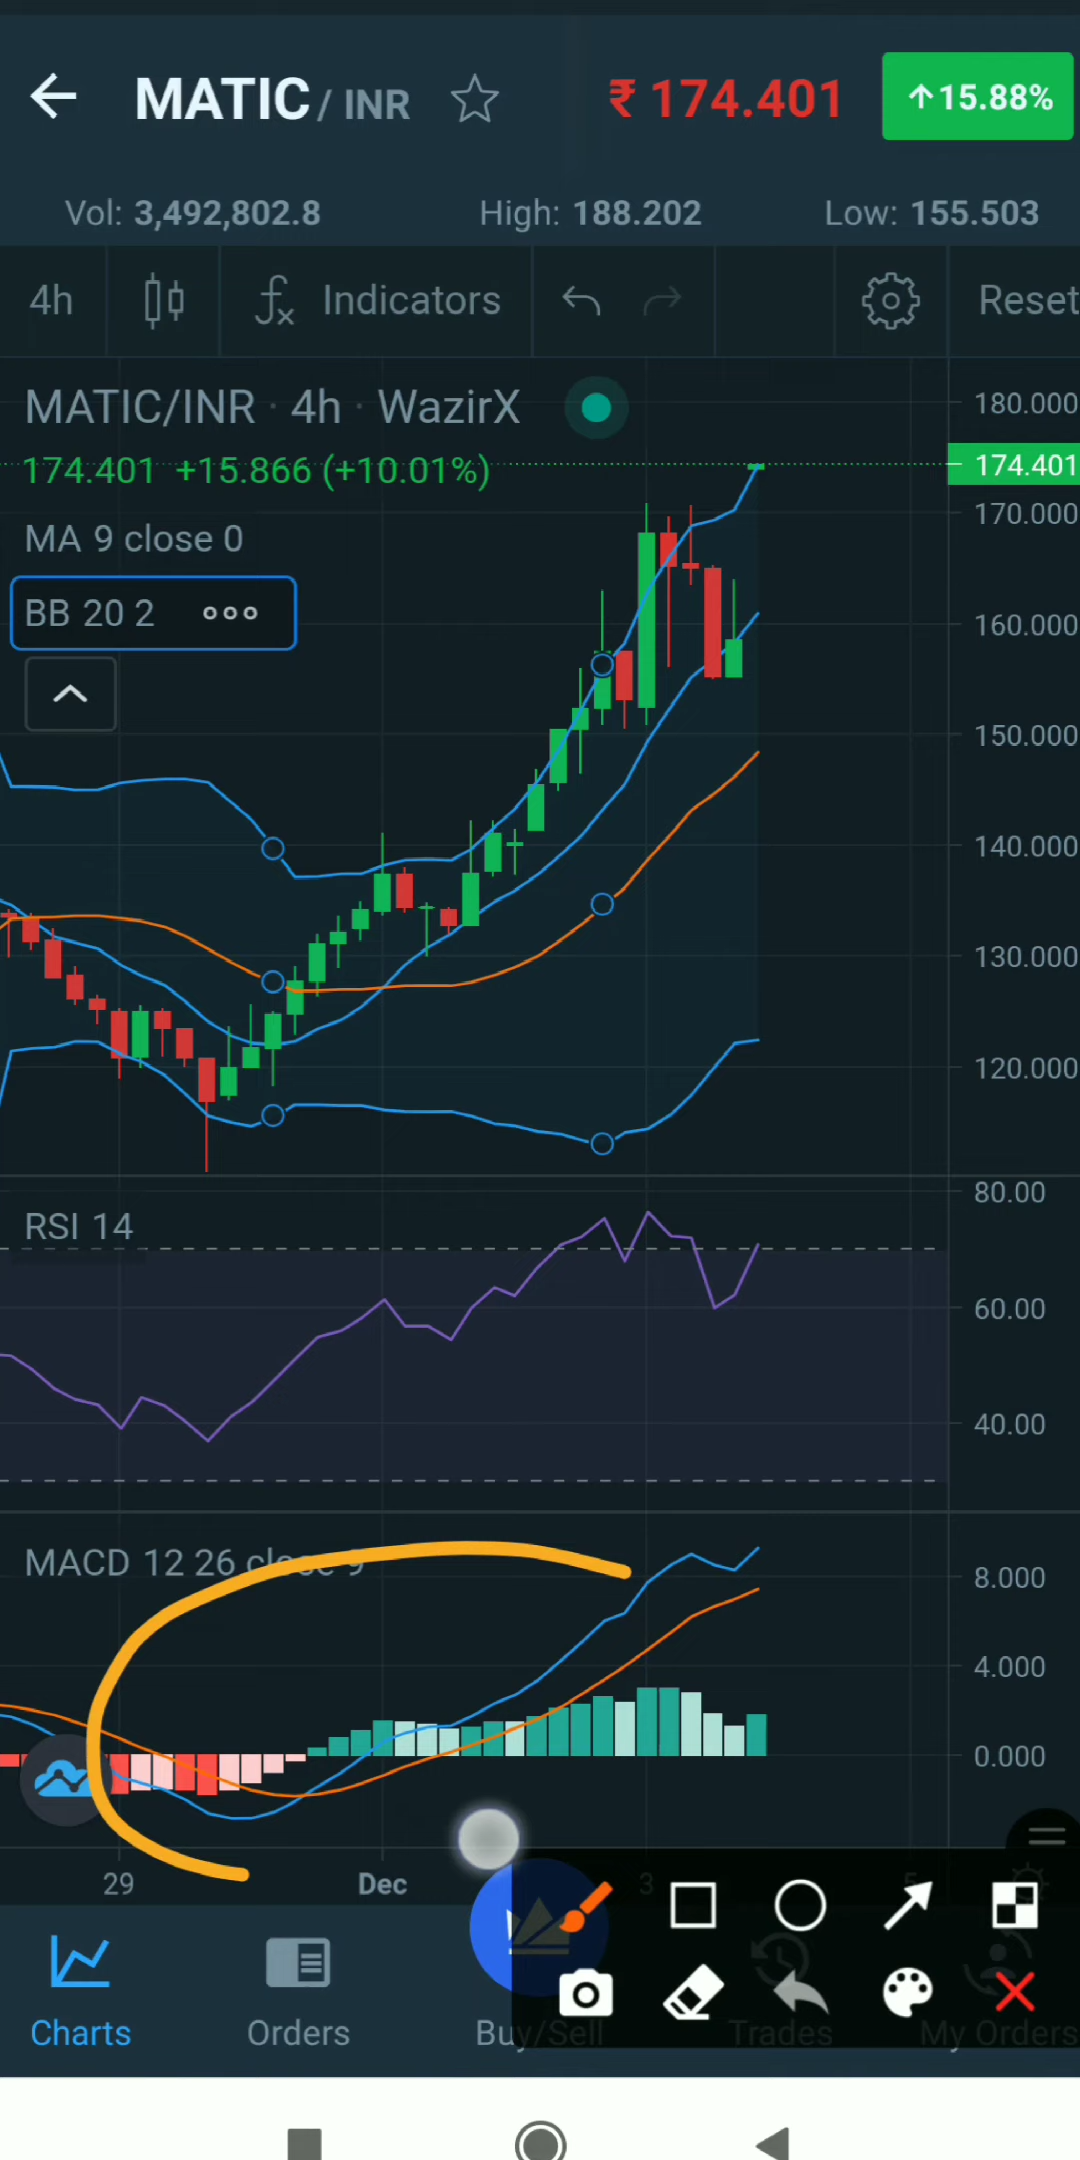 MATIC / INR ₹ 174.401 ↑15.88%
Vol: 3,492,802.8 High: 188.202 Low: 155.503
4h Indicators Reset
MATIC/INR · 4h · WazirX
180.000
174.401 +15.866 (+10.01%)
174.401
170.000
MA 9 close 0
BB 20 2
160.000
150.000
140.000
130.000
120.000
80.00
RSI 14
60.00
40.00
MACD 12 26 close 9
8.000
4.000
0.000
29 Dec 3 5
Charts Orders Buy/Sell Trades My Orders